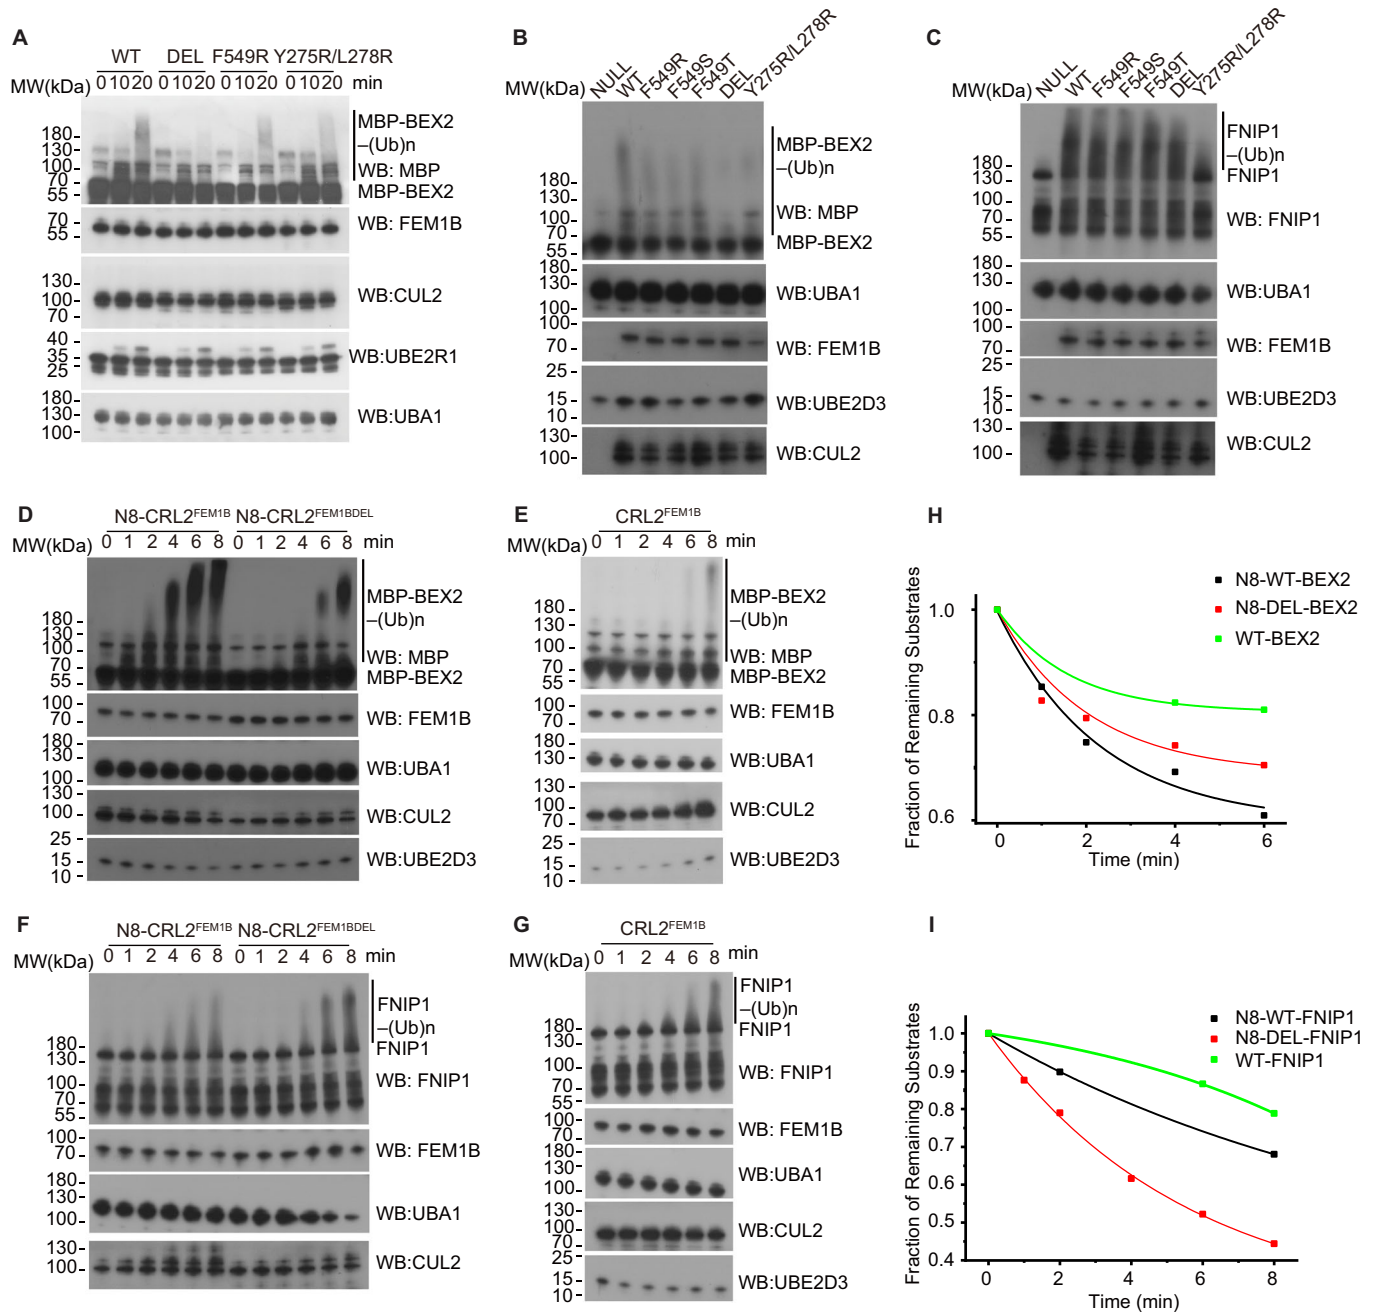 A
WT DEL F549R Y275R/L278R
MW(kDa) 0 10 20 0 10 20 0 10 20 0 10 20 min
180
130
100
70
55
MBP-BEX2
–(Ub)n
WB: MBP
MBP-BEX2
70
55
WB: FEM1B
130
100
70
WB:CUL2
40
35
25
WB:UBE2R1
180
130
100
WB:UBA1
B
MW(kDa) NULL WT F549R F549S F549T DEL Y275R/L278R
180
130
100
70
55
MBP-BEX2
–(Ub)n
WB: MBP
MBP-BEX2
180
130
100
WB:UBA1
100
70
WB: FEM1B
25
15
10
WB:UBE2D3
130
100
WB:CUL2
C
MW(kDa) NULL WT F549R F549S F549T DEL Y275R/L278R
180
130
100
70
55
FNIP1
–(Ub)n
FNIP1
WB: FNIP1
180
130
100
WB:UBA1
100
70
WB: FEM1B
25
15
10
WB:UBE2D3
130
100
WB:CUL2
D
N8-CRL2FEM1B N8-CRL2FEM1BDEL
MW(kDa) 0 1 2 4 6 8 0 1 2 4 6 8 min
180
130
100
70
55
MBP-BEX2
–(Ub)n
WB: MBP
MBP-BEX2
100
70
WB: FEM1B
180
130
100
WB:UBA1
130
100
70
WB:CUL2
25
15
10
WB:UBE2D3
E
CRL2FEM1B
MW(kDa) 0 1 2 4 6 8 min
180
130
100
70
55
MBP-BEX2
–(Ub)n
WB: MBP
MBP-BEX2
100
70
WB: FEM1B
180
130
100
WB:UBA1
130
100
70
WB:CUL2
25
15
10
WB:UBE2D3
H
N8-WT-BEX2
N8-DEL-BEX2
WT-BEX2
Fraction of Remaining Substrates
1.0
0.8
0.6
0 2 4 6
Time (min)
F
N8-CRL2FEM1B N8-CRL2FEM1BDEL
MW(kDa) 0 1 2 4 6 8 0 1 2 4 6 8 min
180
130
100
70
55
FNIP1
–(Ub)n
FNIP1
WB: FNIP1
100
70
WB: FEM1B
180
130
100
WB:UBA1
130
100
WB:CUL2
G
CRL2FEM1B
MW(kDa) 0 1 2 4 6 8 min
180
130
100
70
55
FNIP1
–(Ub)n
FNIP1
WB: FNIP1
100
70
WB: FEM1B
180
130
100
WB:UBA1
130
100
70
WB:CUL2
25
15
10
WB:UBE2D3
I
N8-WT-FNIP1
N8-DEL-FNIP1
WT-FNIP1
Fraction of Remaining Substrates
1.0
0.9
0.8
0.7
0.6
0.5
0.4
0 2 4 6 8
Time (min)